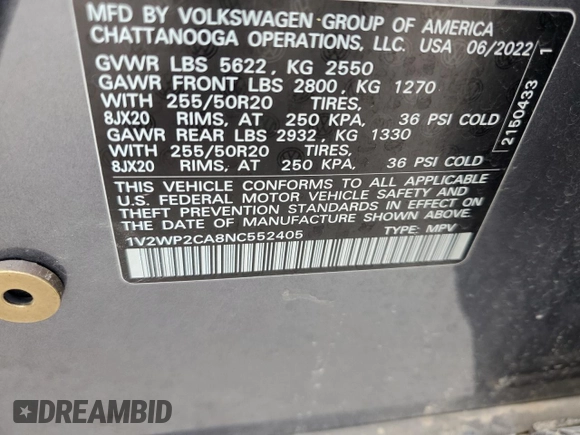 MFD BY VOLKSWAGEN GROUP OF AMERICA
CHATTANOOGA OPERATIONS, LLC. USA 06/2022 1
GVWR LBS 5622, KG 2550
GAWR FRONT LBS 2800, KG 1270
WITH 255/50R20 TIRES,
8JX20 RIMS, AT 250 KPA, 36 PSI COLD
GAWR REAR LBS 2932, KG 1330
WITH 255/50R20 TIRES,
8JX20 RIMS, AT 250 KPA, 36 PSI COLD
2150433
THIS VEHICLE CONFORMS TO ALL APPLICABLE
U.S. FEDERAL MOTOR VEHICLE SAFETY AND
THEFT PREVENTION STANDARDS IN EFFECT ON
THE DATE OF MANUFACTURE SHOWN ABOVE.
1V2WP2CA8NC552405 TYPE: MPV
DREAMBID